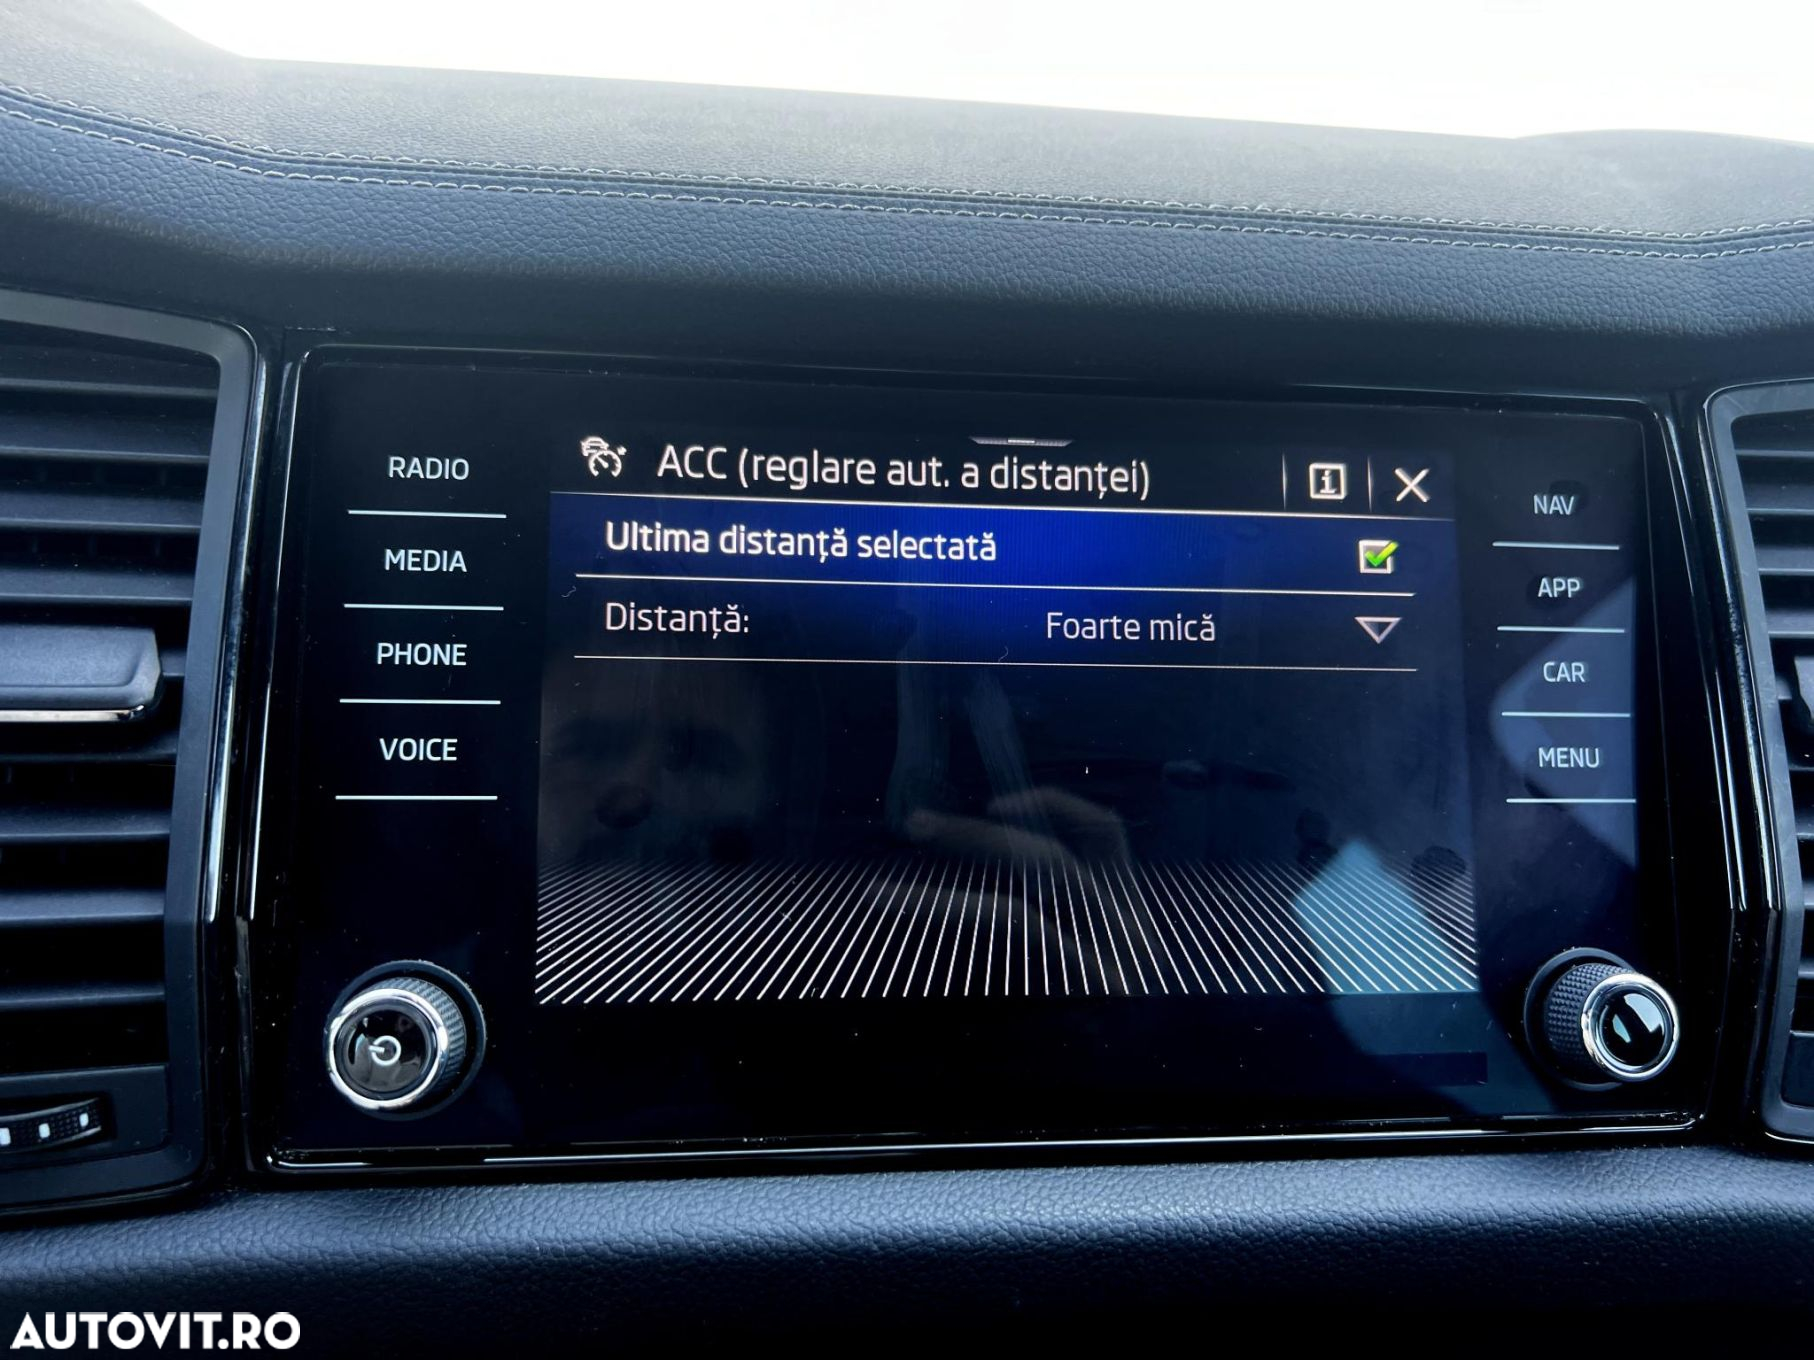 ACC (reglare aut. a distanței)
Ultima distanță selectată
Distanță: Foarte mică
RADIO
MEDIA
PHONE
VOICE
NAV
APP
CAR
MENU
AUTOVIT.RO